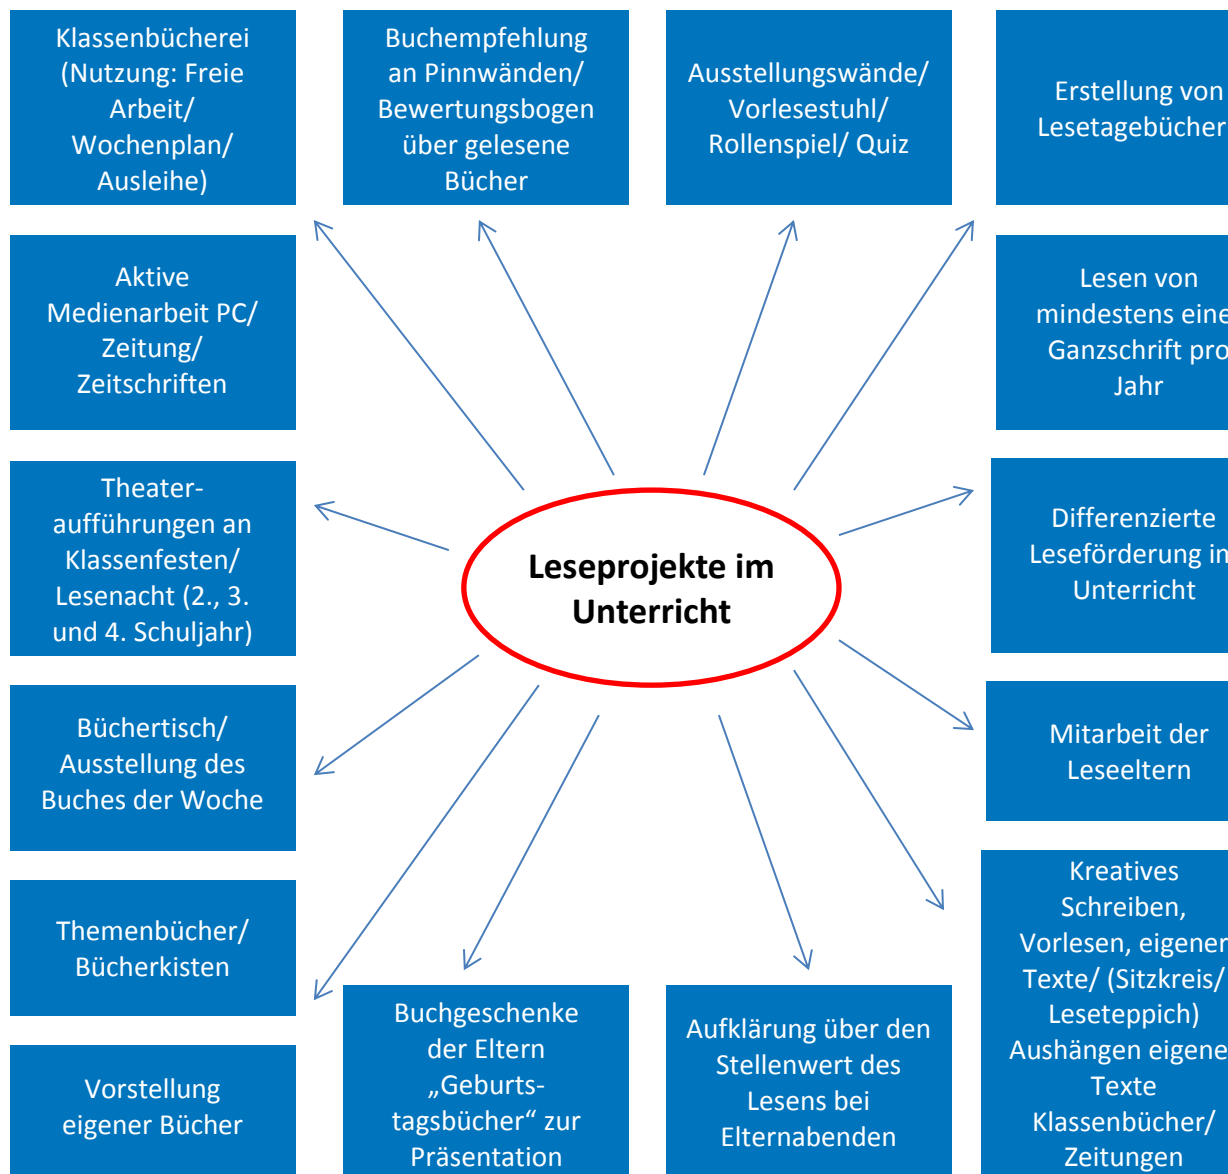 Klassenbücherei
(Nutzung: Freie
Arbeit/
Wochenplan/
Ausleihe)
Buchempfehlung
an Pinnwänden/
Bewertungsbogen
über gelesene
Bücher
Ausstellungswände/
Vorlesestuhl/
Rollenspiel/ Quiz
Erstellung von
Lesetagebücher
Aktive
Medienarbeit PC/
Zeitung/
Zeitschriften
Lesen von
mindestens eine
Ganzschrift pro
Jahr
Theater-
aufführungen an
Klassenfesten/
Lesenacht (2., 3.
und 4. Schuljahr)
Leseprojekte im
Unterricht
Differenzierte
Leseförderung im
Unterricht
Büchertisch/
Ausstellung des
Buches der Woche
Mitarbeit der
Leseeltern
Themenbücher/
Bücherkisten
Kreatives
Schreiben,
Vorlesen, eigener
Texte/ (Sitzkreis/
Leseteppich)
Aushängen eigene
Texte
Klassenbücher/
Zeitungen
Vorstellung
eigener Bücher
Buchgeschenke
der Eltern
„Geburts-
tagsbücher“ zur
Präsentation
Aufklärung über den
Stellenwert des
Lesens bei
Elternabenden